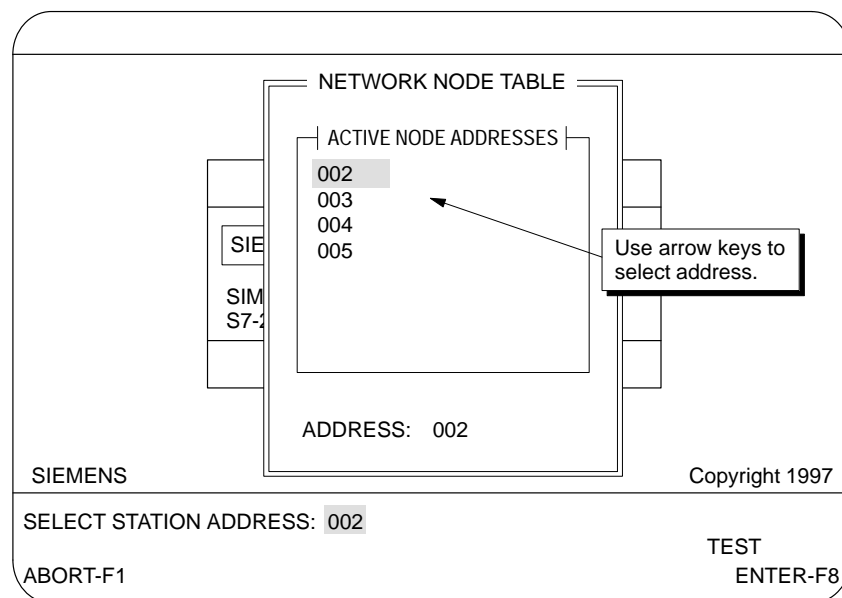 NETWORK NODE TABLE
ACTIVE NODE ADDRESSES
002
003
004
005
SIE
SIM
S7-2
Use arrow keys to
select address.
ADDRESS: 002
SIEMENS
Copyright 1997
SELECT STATION ADDRESS: 002
TEST
ABORT-F1
ENTER-F8